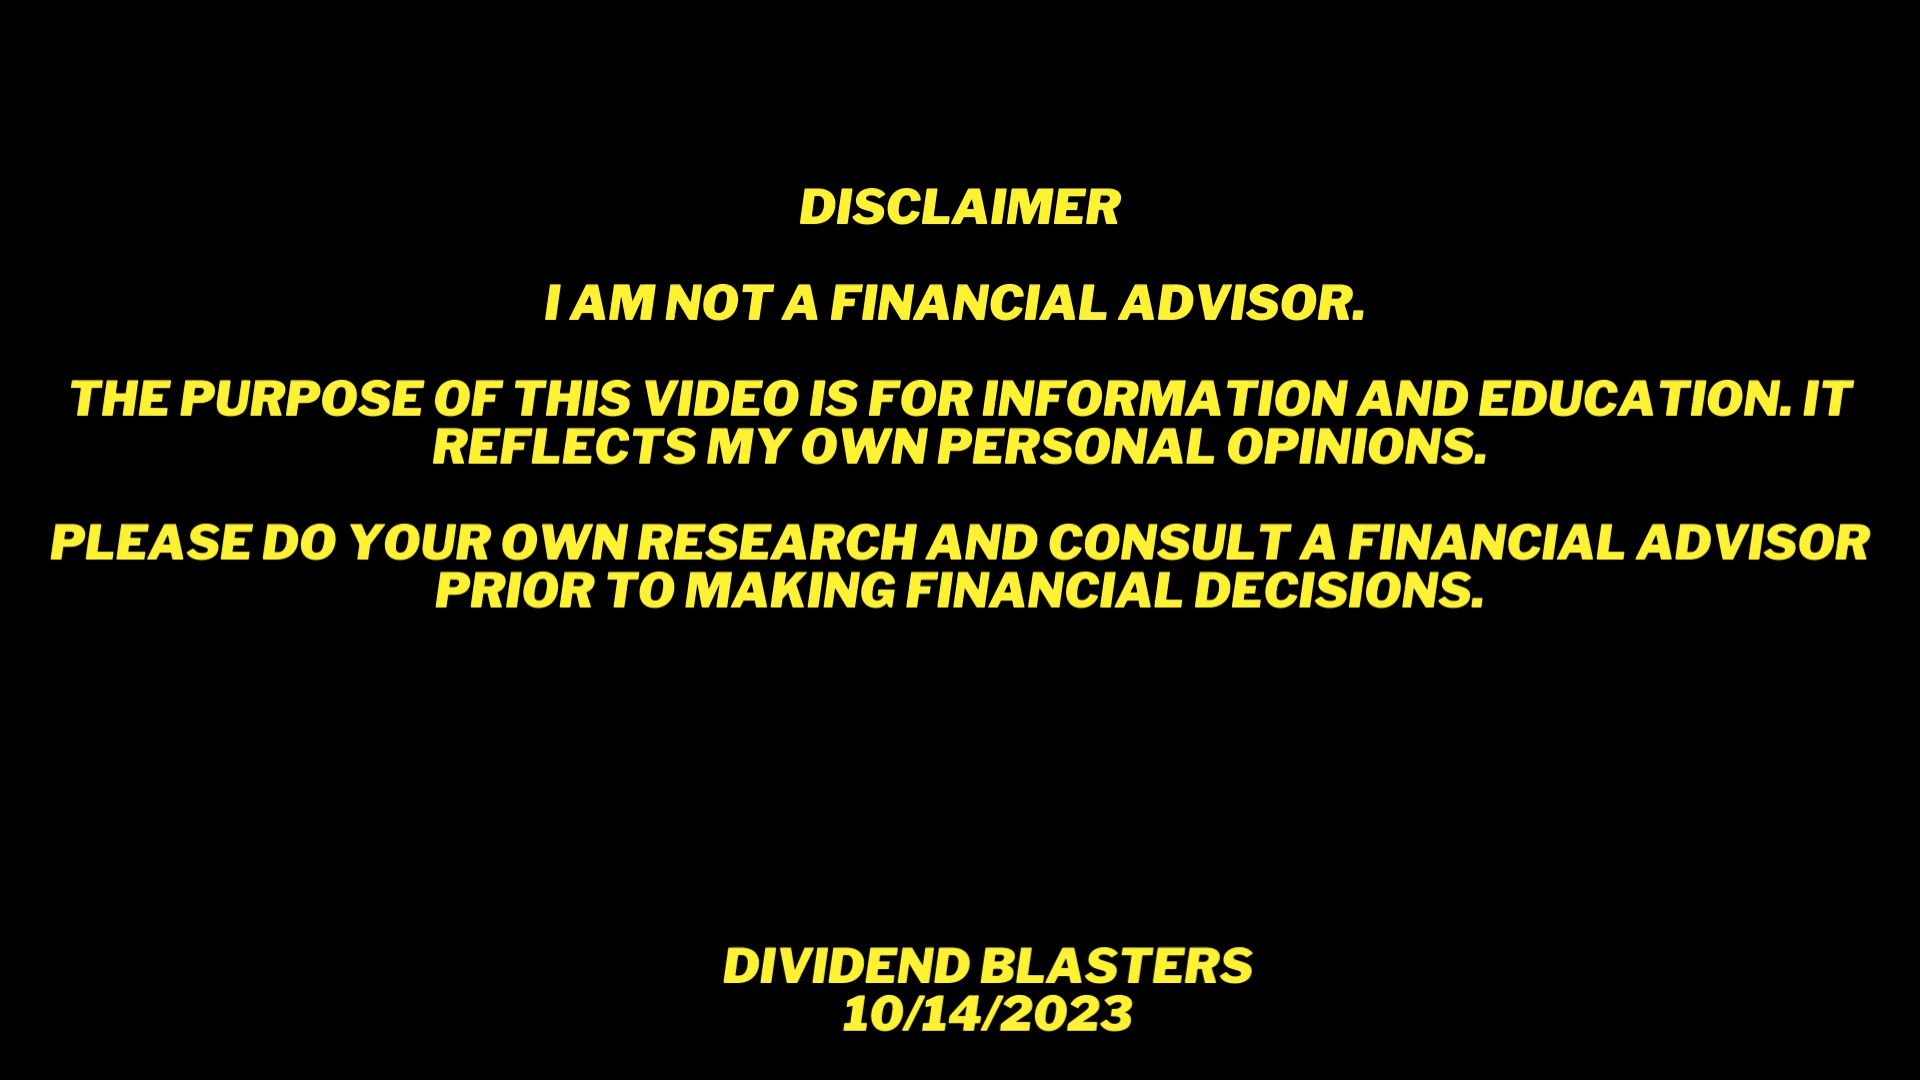 DISCLAIMER
I AM NOT A FINANCIAL ADVISOR.
THE PURPOSE OF THIS VIDEO IS FOR INFORMATION AND EDUCATION. IT
REFLECTS MY OWN PERSONAL OPINIONS.
PLEASE DO YOUR OWN RESEARCH AND CONSULT A FINANCIAL ADVISOR
PRIOR TO MAKING FINANCIAL DECISIONS.
DIVIDEND BLASTERS
10/14/2023